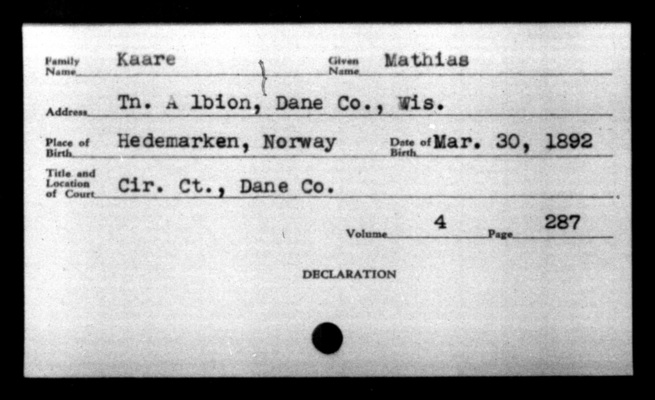 Family Name Kaare Given Name Mathias
Address Tn. A lbion, Dane Co., Wis.
Place of Birth Hedemarken, Norway Date of Birth Mar. 30, 1892
Title and Location of Court Cir. Ct., Dane Co.
Volume 4 Page 287
DECLARATION